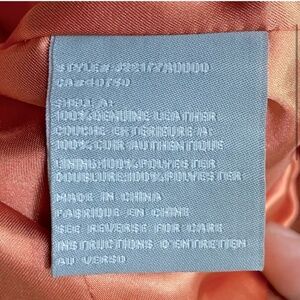 SHELL A:
100%GENUINE LEATHER
COUCHE EXTERIEURE A:
100%CUIR AUTHENTIQUE
LINING:100%POLYESTER
DOUBLURE:100%POLYESTER
MADE IN CHINA
FABRIQUE EN CHINE
SEE REVERSE FOR CARE
INSTRUCTIONS D'ENTRETIEN
AU VERSO